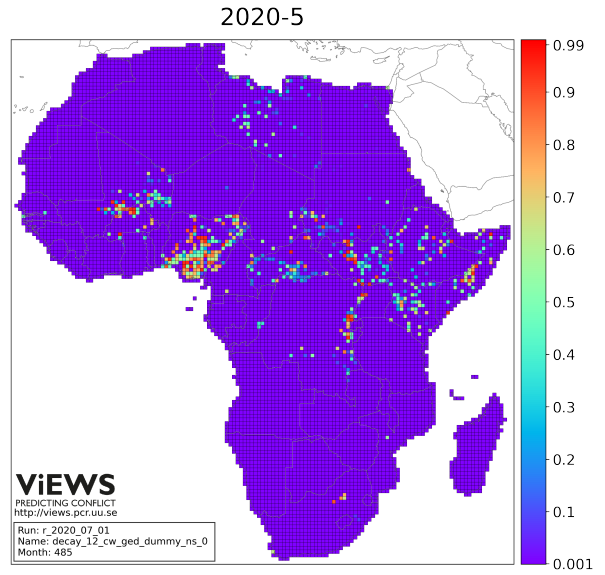 2020-5
0.99
0.9
0.8
0.7
0.6
0.5
0.4
0.3
0.2
0.1
0.001
ViEWS
PREDICTING CONFLICT
http://views.pcr.uu.se
Run: r_2020_07_01
Name: decay_12_cw_ged_dummy_ns_0
Month: 485